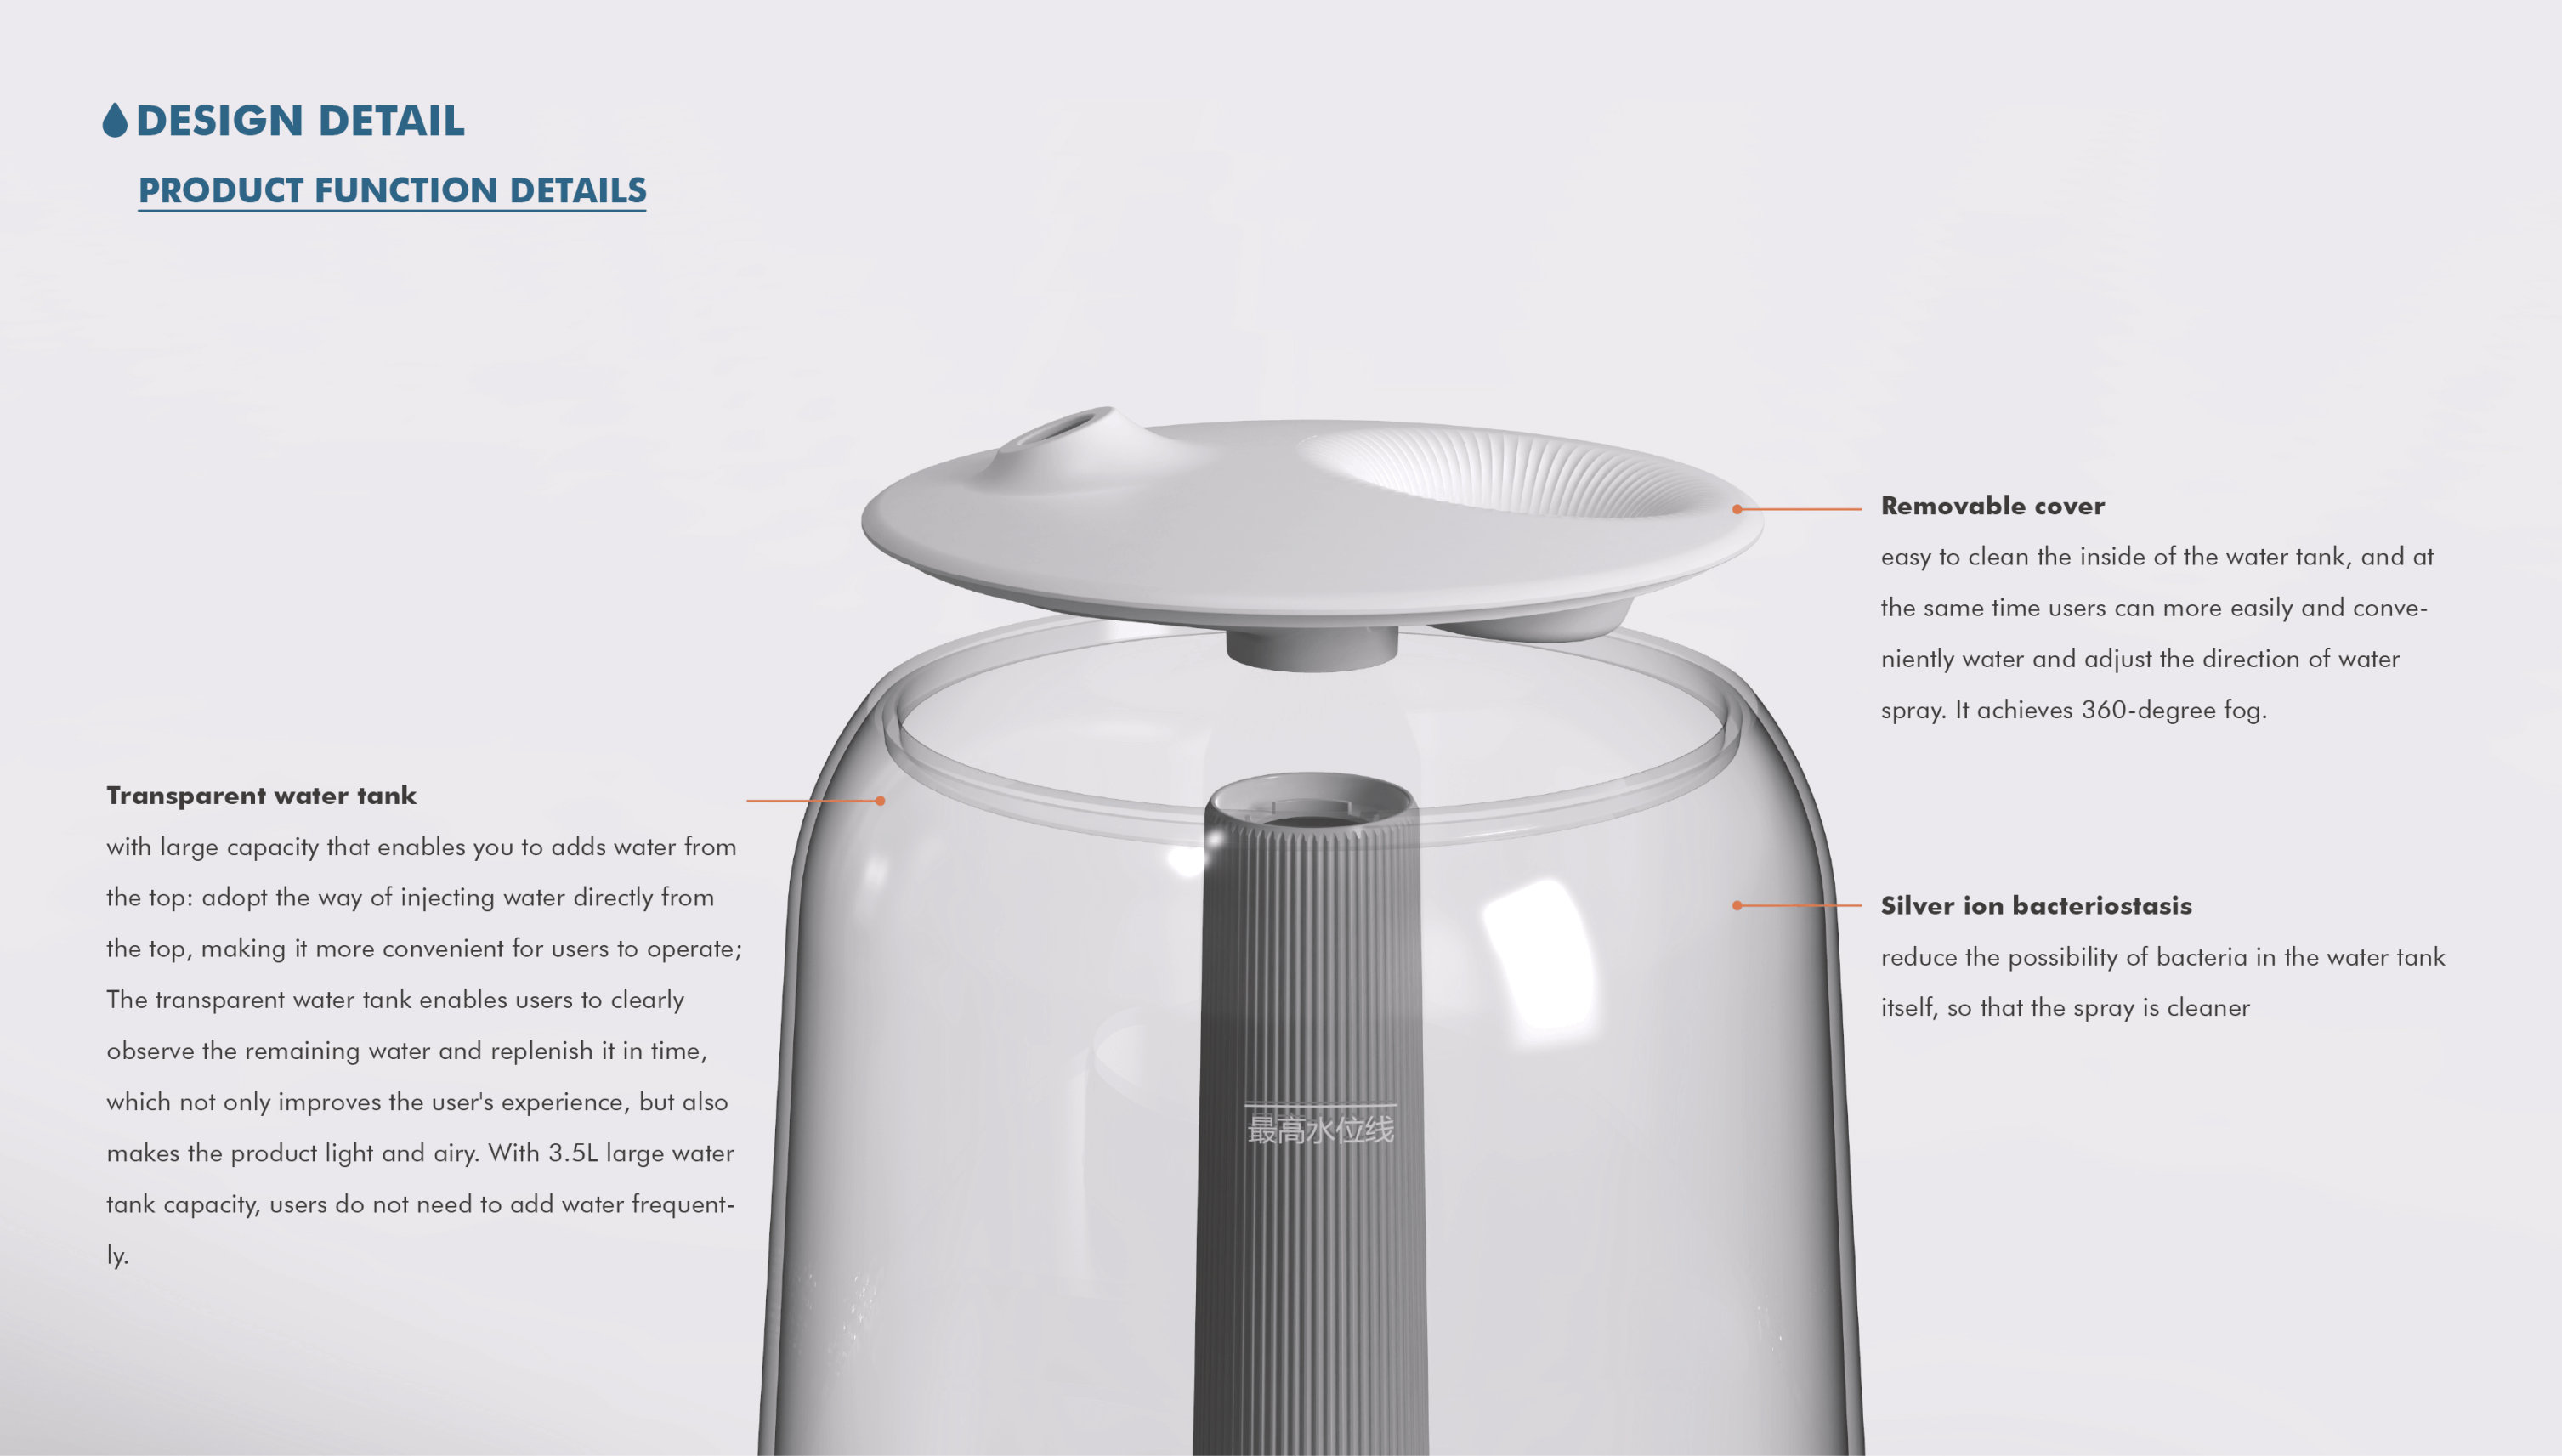 DESIGN DETAIL
PRODUCT FUNCTION DETAILS
Removable cover
easy to clean the inside of the water tank, and at
the same time users can more easily and conve-
niently water and adjust the direction of water
spray. It achieves 360-degree fog.
Transparent water tank
with large capacity that enables you to adds water from
the top: adopt the way of injecting water directly from
the top, making it more convenient for users to operate;
The transparent water tank enables users to clearly
observe the remaining water and replenish it in time,
which not only improves the user's experience, but also
makes the product light and airy. With 3.5L large water
tank capacity, users do not need to add water frequent-
ly.
Silver ion bacteriostasis
reduce the possibility of bacteria in the water tank
itself, so that the spray is cleaner
最高水位线